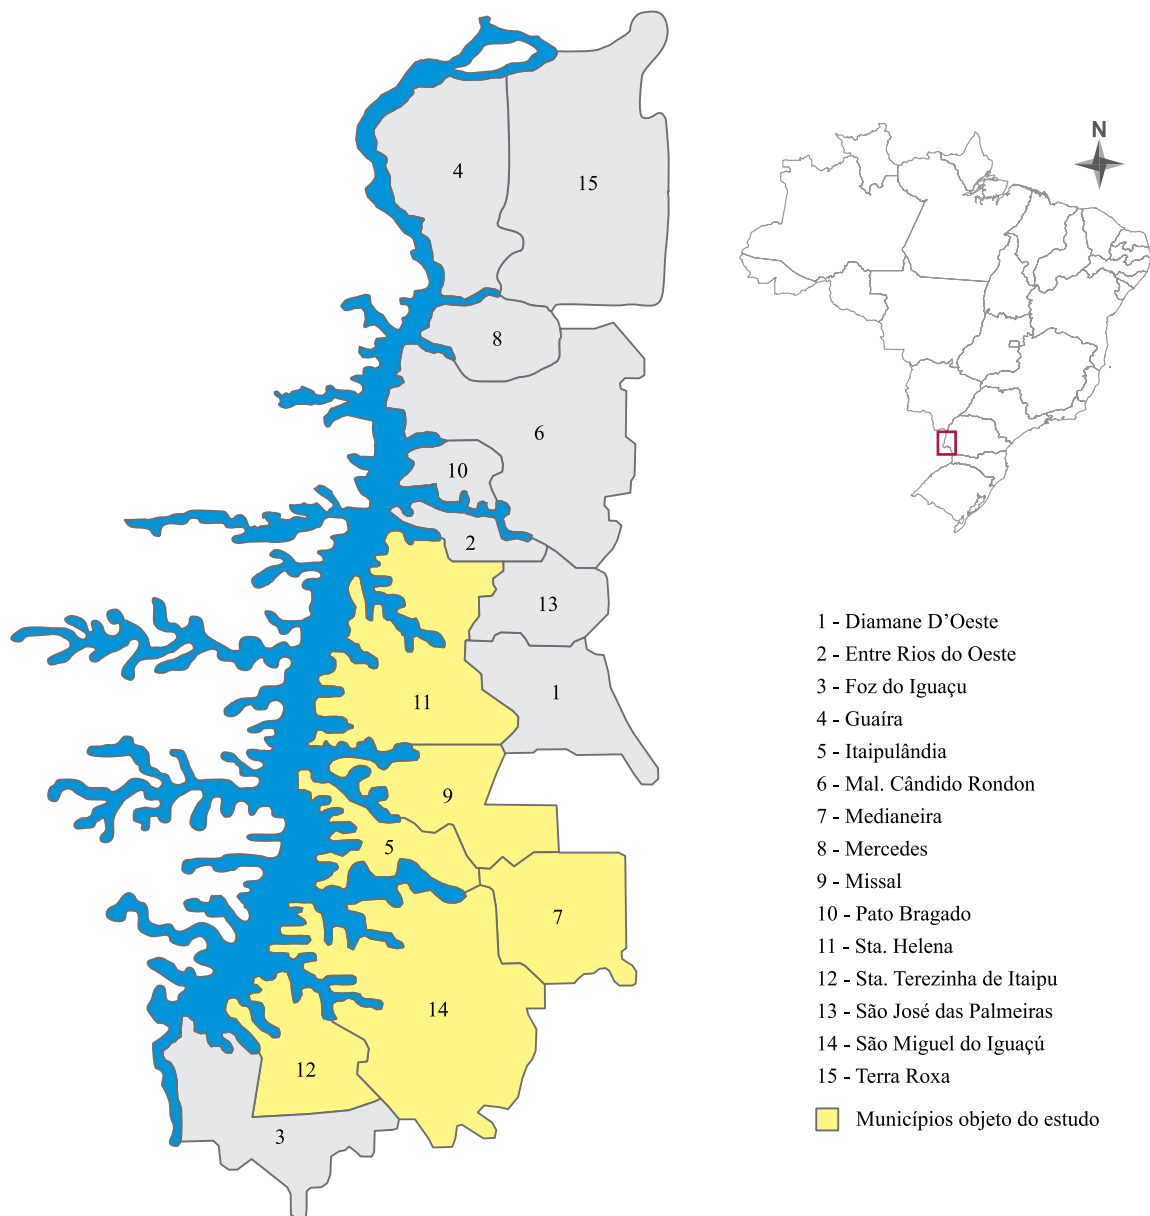 N
4
15
8
6
10
2
13
1
11
9
5
7
14
12
3
1 - Diamane D’Oeste
2 - Entre Rios do Oeste
3 - Foz do Iguaçu
4 - Guaíra
5 - Itaipulândia
6 - Mal. Cândido Rondon
7 - Medianeira
8 - Mercedes
9 - Missal
10 - Pato Bragado
11 - Sta. Helena
12 - Sta. Terezinha de Itaipu
13 - São José das Palmeiras
14 - São Miguel do Iguaçú
15 - Terra Roxa
Municípios objeto do estudo